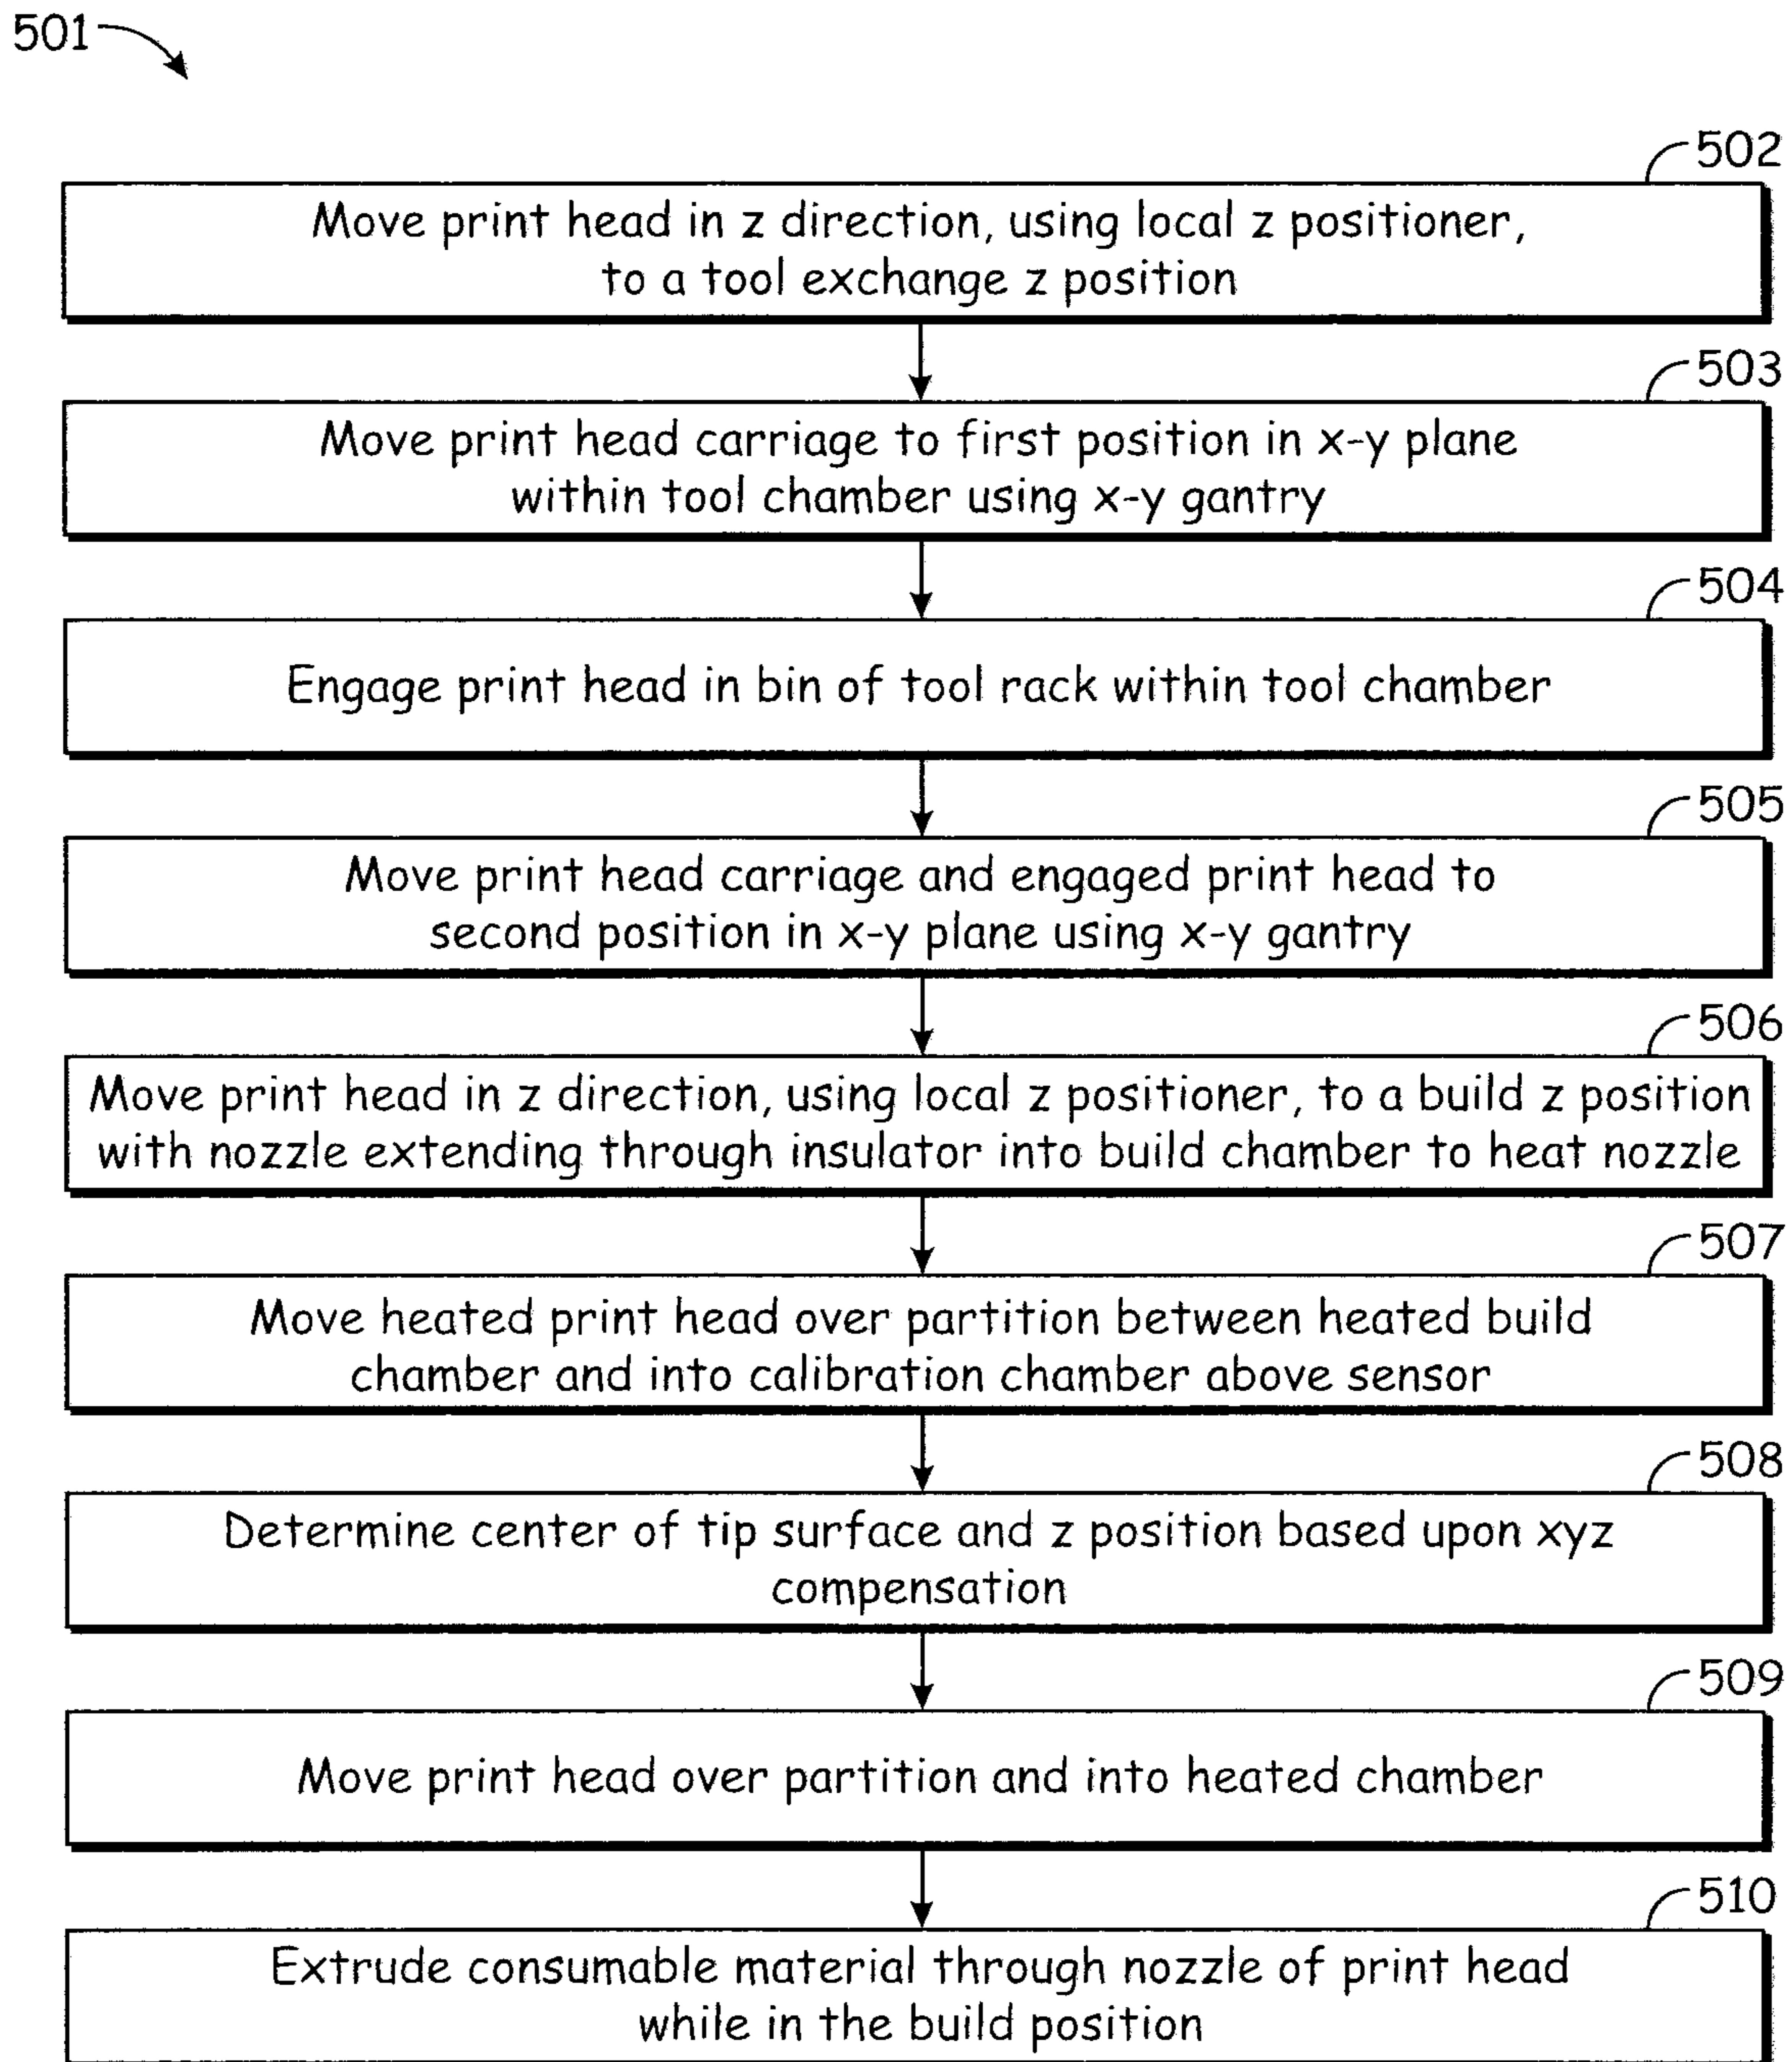 501
502
Move print head in z direction, using local z positioner,
to a tool exchange z position
503
Move print head carriage to first position in x-y plane
within tool chamber using x-y gantry
504
Engage print head in bin of tool rack within tool chamber
505
Move print head carriage and engaged print head to
second position in x-y plane using x-y gantry
506
Move print head in z direction, using local z positioner, to a build z position
with nozzle extending through insulator into build chamber to heat nozzle
507
Move heated print head over partition between heated build
chamber and into calibration chamber above sensor
508
Determine center of tip surface and z position based upon xyz
compensation
509
Move print head over partition and into heated chamber
510
Extrude consumable material through nozzle of print head
while in the build position